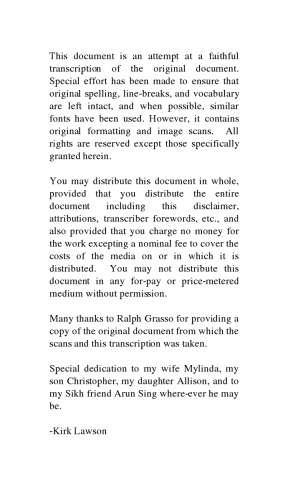 This document is an attempt at a faithful
transcription of the original document.
Special effort has been made to ensure that
original spelling, line-breaks, and vocabulary
are left intact, and when possible, similar
fonts have been used. However, it contains
original formatting and image scans. All
rights are reserved except those specifically
granted herein.

You may distribute this document in whole,
provided that you distribute the entire
document including this disclaimer,
attributions, transcriber forewords, etc., and
also provided that you charge no money for
the work excepting a nominal fee to cover the
costs of the media on or in which it is
distributed. You may not distribute this
document in any for-pay or price-metered
medium without permission.

Many thanks to Ralph Grasso for providing a
copy of the original document from which the
scans and this transcription was taken.

Special dedication to my wife Mylinda, my
son Christopher, my daughter Allison, and to
my Sikh friend Arun Sing where-ever he may
be.

-Kirk Lawson